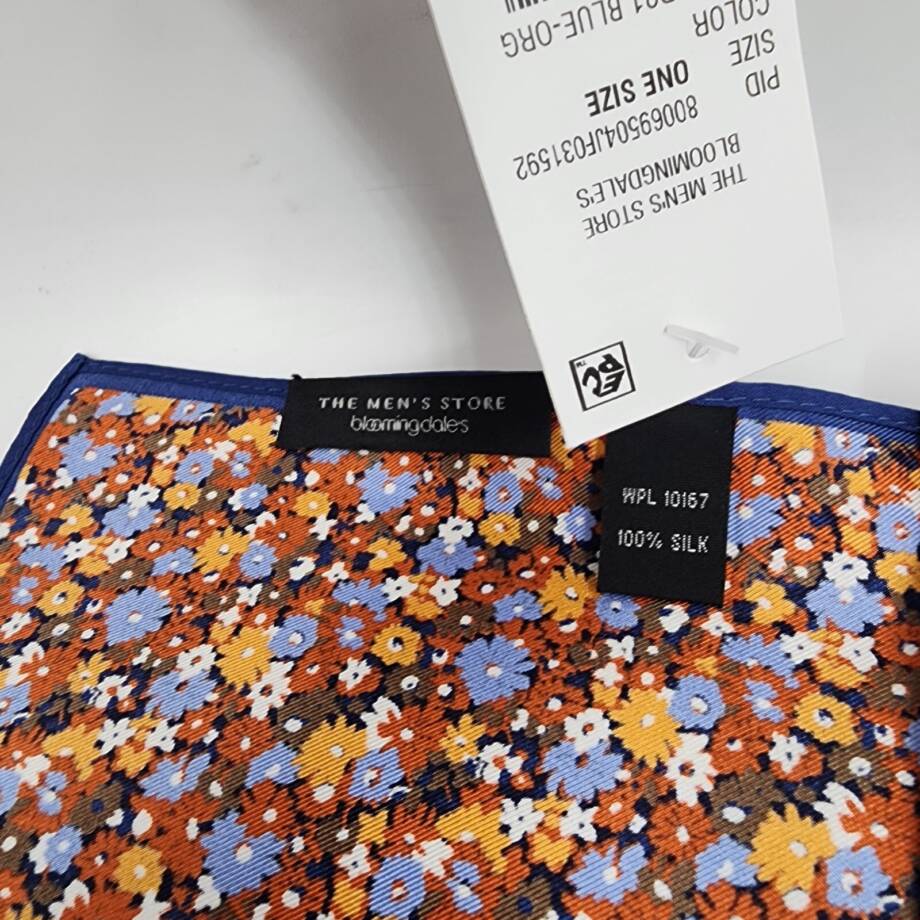 THE MEN'S STORE
BLOOMINGDALE'S
PID 80069504JF031592
SIZE ONE SIZE
COLOR BLUE-ORG
THE MEN'S STORE
bloomingdale's
WPL 10167
100% SILK